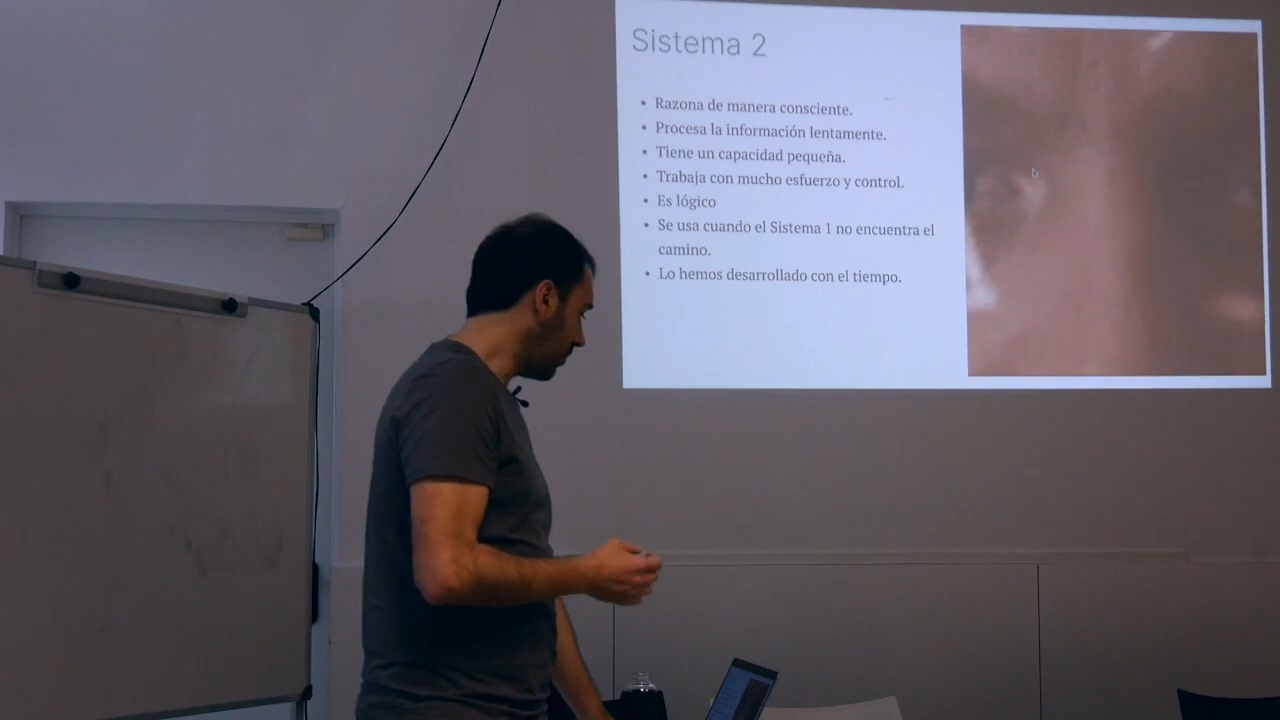 Sistema 2
• Razona de manera consciente.
• Procesa la información lentamente.
• Tiene un capacidad pequeña.
• Trabaja con mucho esfuerzo y control.
• Es lógico
• Se usa cuando el Sistema 1 no encuentra el
camino.
• Lo hemos desarrollado con el tiempo.